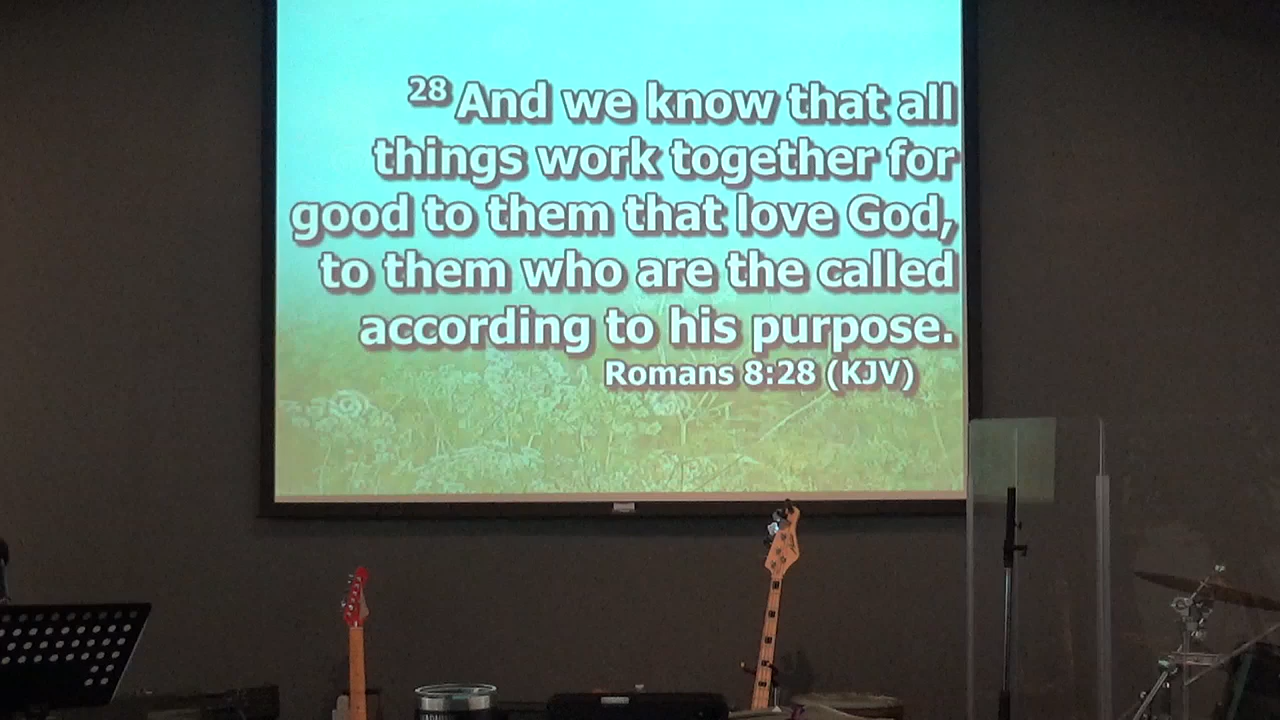 28 And we know that all
things work together for
good to them that love God,
to them who are the called
according to his purpose.
Romans 8:28 (KJV)